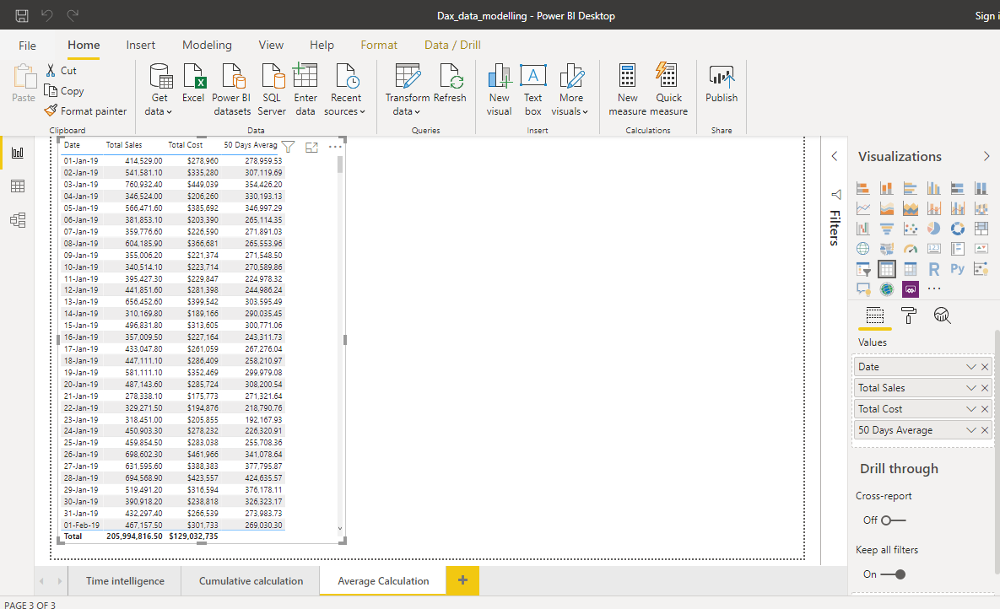 Dax_data_modelling - Power BI Desktop
Sign i
File Home Insert Modeling View Help Format Data / Drill
Paste
Cut
Copy
Format painter
Clipboard
Get data
Excel
Power BI datasets
SQL Server
Enter data
Recent sources
Data
Transform data
Refresh
Queries
New visual
Text box
More visuals
Insert
New measure
Quick measure
Calculations
Publish
Share
Date Total Sales Total Cost 50 Days Averag
01-Jan-19 414,529.00 $278,960 278,959.53
02-Jan-19 541,581.10 $335,280 307,119.69
03-Jan-19 760,932.40 $449,039 354,426.20
04-Jan-19 346,524.00 $206,260 330,193.13
05-Jan-19 566,471.60 $385,692 346,997.29
06-Jan-19 381,853.10 $203,390 265,114.35
07-Jan-19 359,776.60 $226,590 271,891.03
08-Jan-19 604,185.90 $366,681 265,553.96
09-Jan-19 355,006.20 $221,374 271,548.50
10-Jan-19 340,514.10 $223,714 270,589.86
11-Jan-19 395,427.30 $229,847 224,978.32
12-Jan-19 441,851.60 $281,398 244,986.24
13-Jan-19 656,452.60 $399,542 303,595.49
14-Jan-19 310,169.80 $189,166 290,035.45
15-Jan-19 496,831.80 $313,605 300,771.06
16-Jan-19 357,009.50 $227,164 243,311.73
17-Jan-19 433,047.80 $261,059 267,276.04
18-Jan-19 447,111.10 $286,409 258,210.97
19-Jan-19 581,111.10 $352,469 299,979.08
20-Jan-19 487,143.60 $285,724 308,200.54
21-Jan-19 278,338.10 $175,773 271,321.64
22-Jan-19 329,271.50 $194,876 218,790.76
23-Jan-19 318,451.00 $205,855 192,167.93
24-Jan-19 450,903.30 $278,232 226,320.91
25-Jan-19 459,854.50 $283,038 255,708.36
26-Jan-19 698,602.30 $461,966 341,078.64
27-Jan-19 631,595.60 $388,383 377,795.87
28-Jan-19 694,568.90 $423,557 424,635.57
29-Jan-19 519,491.20 $316,594 376,178.11
30-Jan-19 390,918.20 $238,818 326,323.17
31-Jan-19 432,297.40 $266,539 273,983.73
01-Feb-19 467,157.50 $301,733 269,030.30
Total 205,994,816.50 $129,032,735
Filters
Visualizations
123
R Py
Values
Date
Total Sales
Total Cost
50 Days Average
Drill through
Cross-report
Off
Keep all filters
On
Time intelligence Cumulative calculation Average Calculation
PAGE 3 OF 3